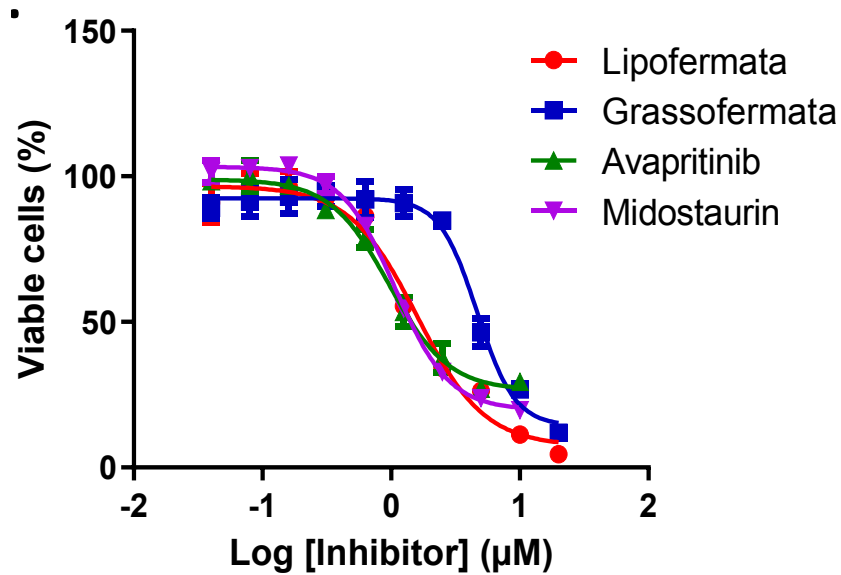 150
100
50
0
-2
-1
0
1
2
Viable cells (%)
Log [Inhibitor] (µM)
Lipofermata
Grassofermata
Avapritinib
Midostaurin